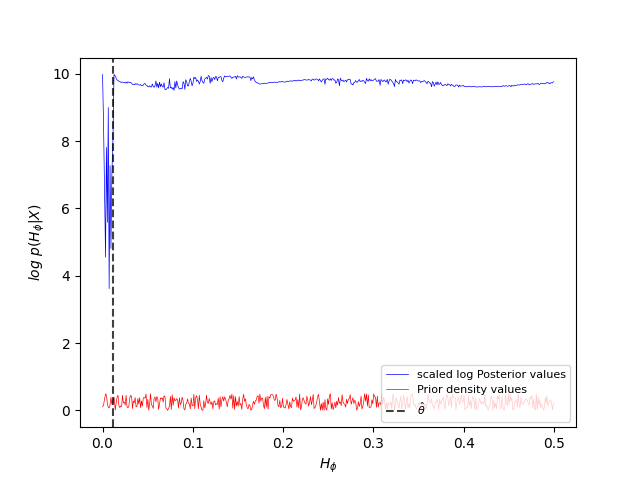 10
8
6
4
2
0
log p(H_ϕ|X)
scaled log Posterior values
Prior density values
θ̂
0.0 0.1 0.2 0.3 0.4 0.5
H_ϕ